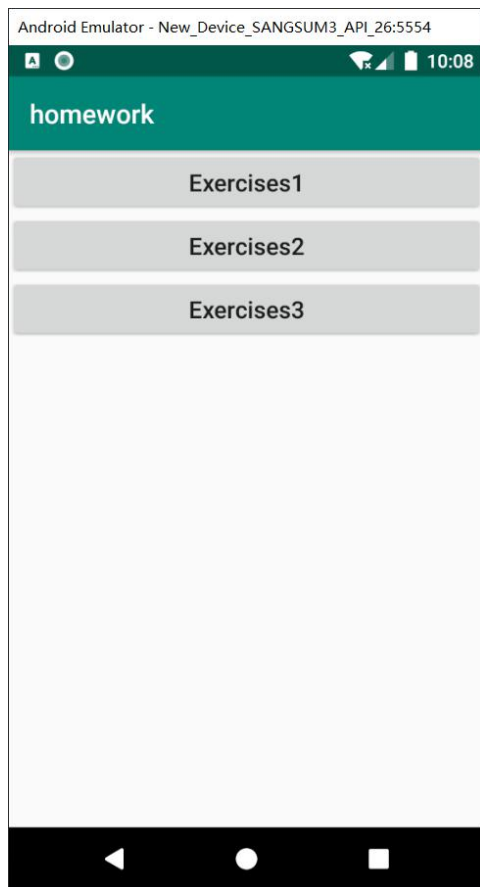 Android Emulator - New_Device_SANGSUM3_API_26:5554
10:08
homework
Exercises1
Exercises2
Exercises3